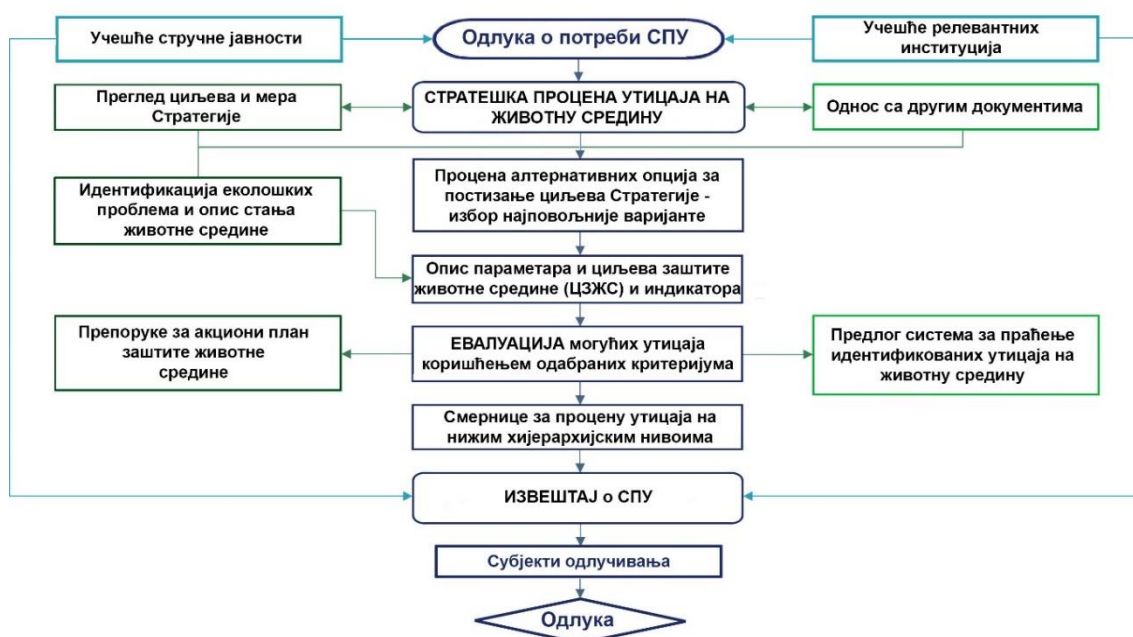 Учешће стручне јавности
Одлука о потреби СПУ
Учешће релевантних
институција
Преглед циљева и мера
Стратегије
СТРАТЕШКА ПРОЦЕНА УТИЦАЈА НА
ЖИВОТНУ СРЕДИНУ
Однос са другим документима
Идентификација еколошких
проблема и опис стања
животне средине
Процена алтернативних опција за
постизање циљева Стратегије -
избор најповољније варијанте
Опис параметара и циљева заштите
животне средине (ЦЗЖС) и индикатора
Препоруке за акциони план
заштите животне
средине
ЕВАЛУАЦИЈА могућих утицаја
коришћењем одабраних критеријума
Предлог система за праћење
идентификованих утицаја на
животну средину
Смернице за процену утицаја на
нижим хијерархијским нивоима
ИЗВЕШТАЈ о СПУ
Субјекти одлучивања
Одлука